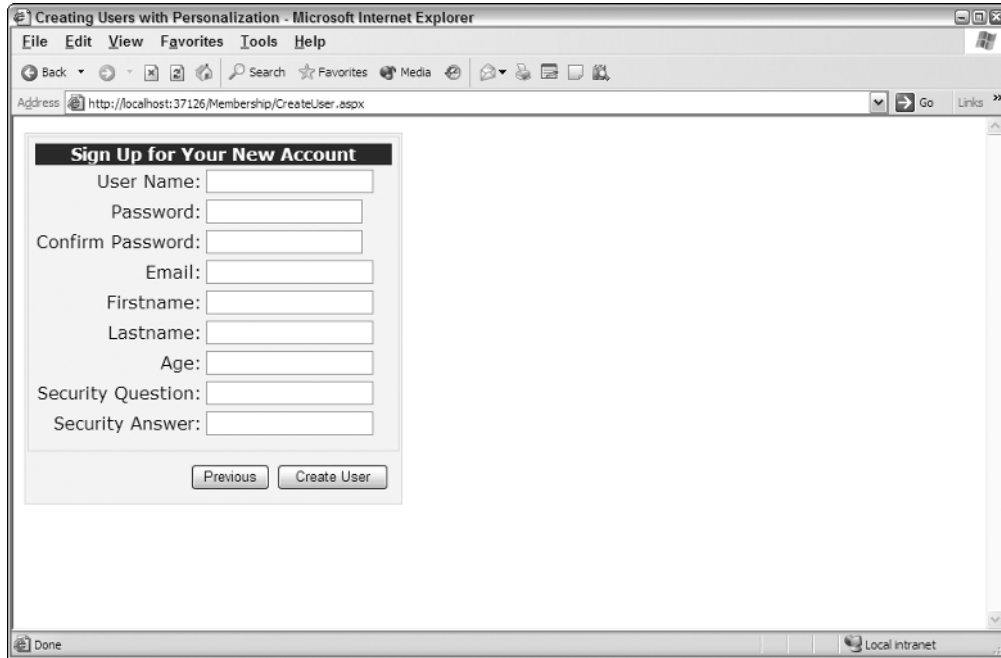 Creating Users with Personalization - Microsoft Internet Explorer
File Edit View Favorites Tools Help
Back Search Favorites Media
Address http://localhost:37126/Membership/CreateUser.aspx Go Links »
Sign Up for Your New Account
User Name:
Password:
Confirm Password:
Email:
Firstname:
Lastname:
Age:
Security Question:
Security Answer:
Previous Create User
Done Local intranet